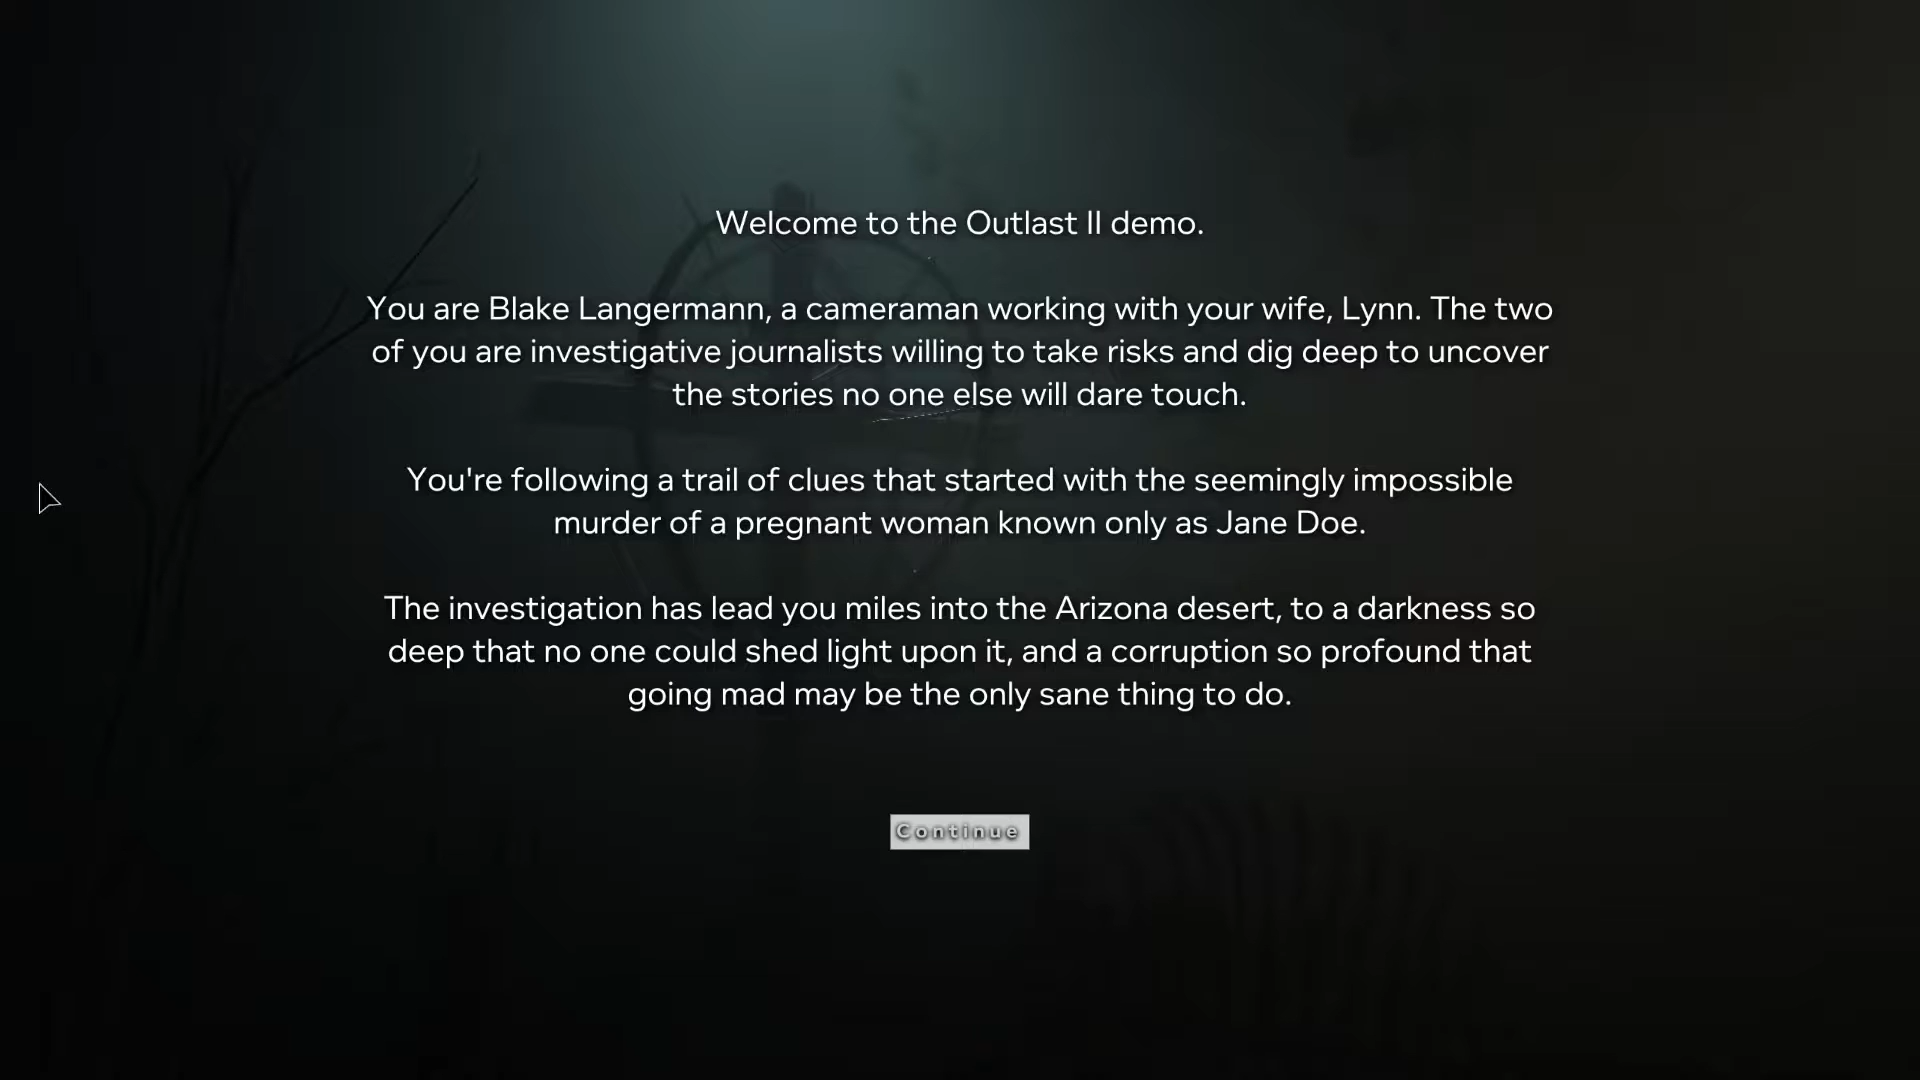 Welcome to the Outlast II demo.
You are Blake Langermann, a cameraman working with your wife, Lynn. The two
of you are investigative journalists willing to take risks and dig deep to uncover
the stories no one else will dare touch.
You're following a trail of clues that started with the seemingly impossible
murder of a pregnant woman known only as Jane Doe.
The investigation has lead you miles into the Arizona desert, to a darkness so
deep that no one could shed light upon it, and a corruption so profound that
going mad may be the only sane thing to do.
Continue